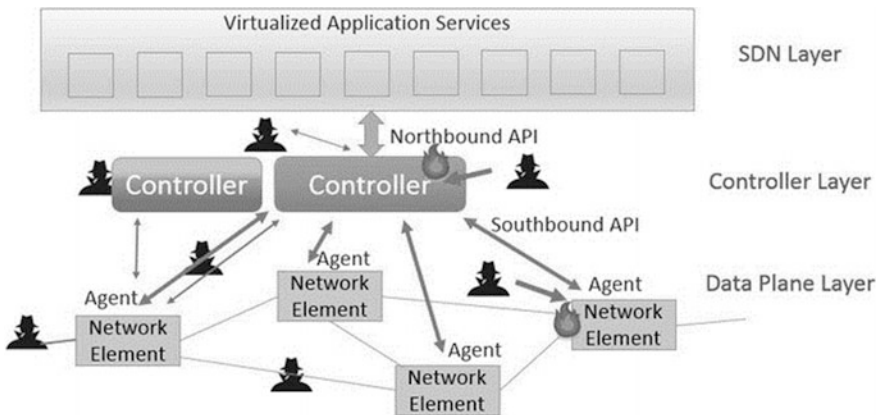 Virtualized Application Services
SDN Layer
Northbound API
Controller
Controller
Controller Layer
Southbound API
Agent
Network
Element
Agent
Network
Element
Agent
Network
Element
Agent
Network
Element
Data Plane Layer